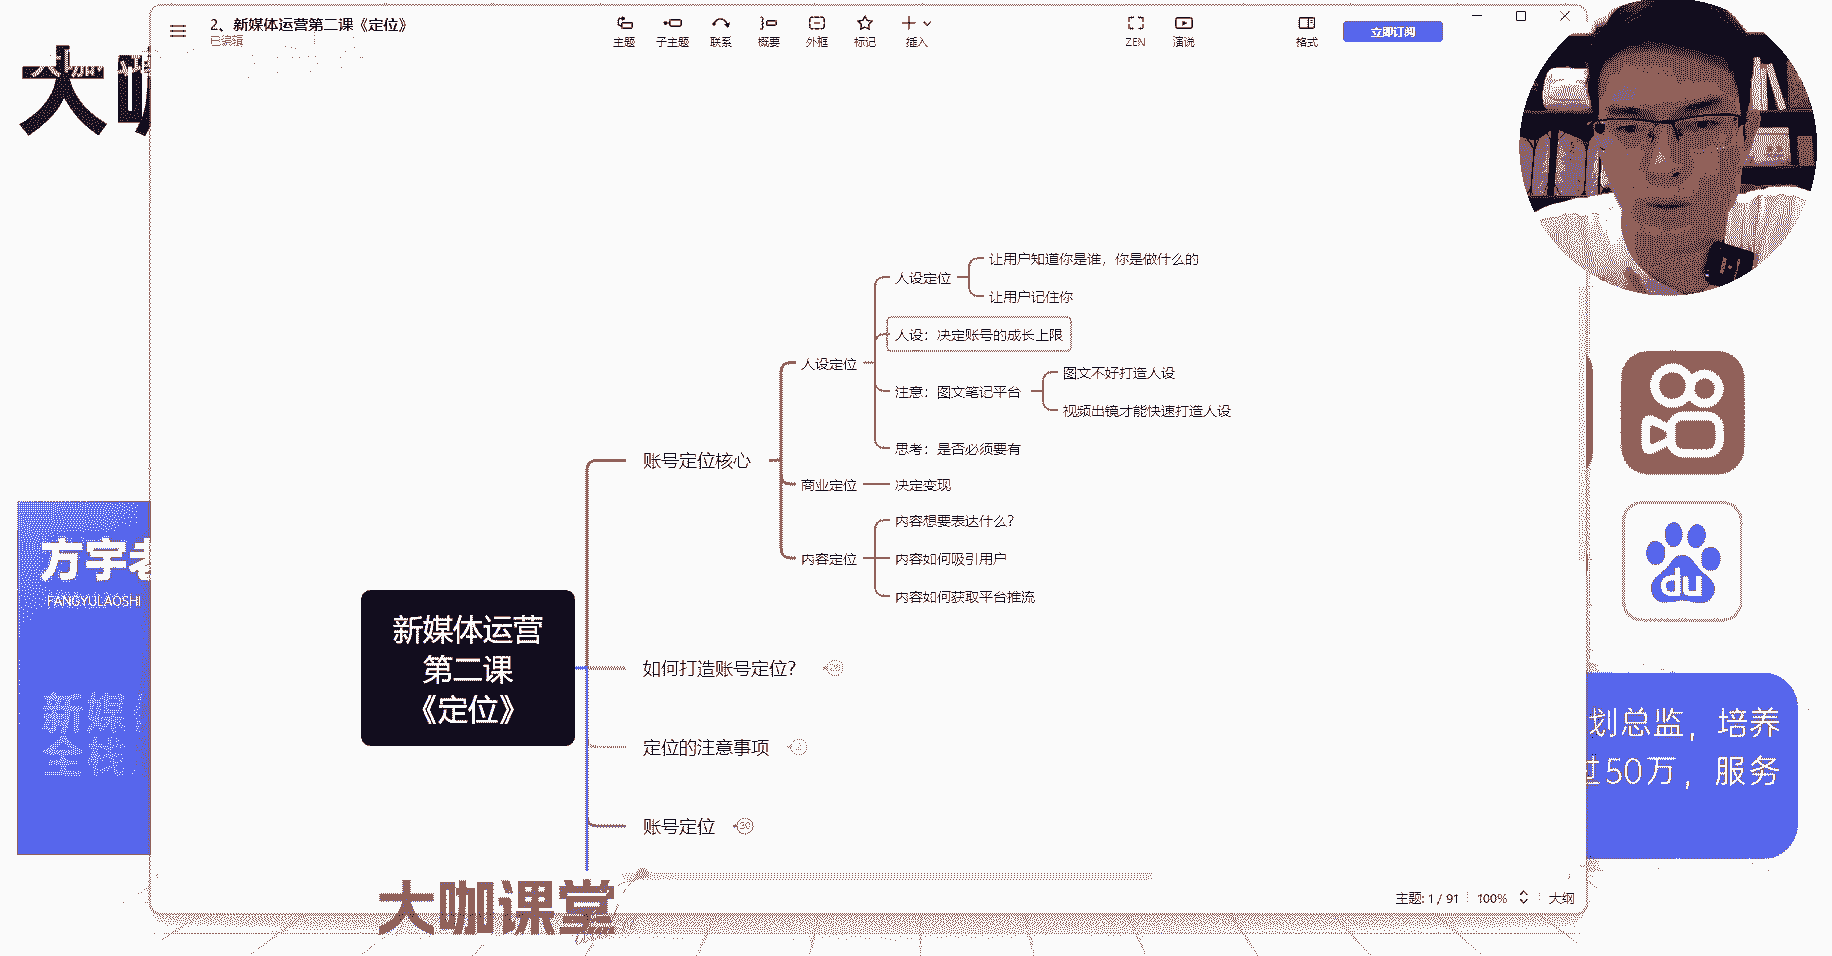 2、新媒体运营第二课《定位》
已编辑
主题
子主题
联系
概要
外框
标记
插入
ZEN
演说
格式
立即订阅
大咖
人设定位
让用户知道你是谁，你是做什么的
让用户记住你
人设：决定账号的成长上限
人设定位
注意：图文笔记平台
图文不好打造人设
视频出镜才能快速打造人设
思考：是否必须要有
账号定位核心
商业定位
决定变现
内容想要表达什么？
内容定位
内容如何吸引用户
内容如何获取平台推流
方宇老
FANGYULAOSHI
du
新媒体运营
第二课
《定位》
如何打造账号定位？
定位的注意事项
账号定位
30
新媒体
全栈
划总监，培养
过50万，服务
大咖课堂
主题: 1 / 91
100%
大纲